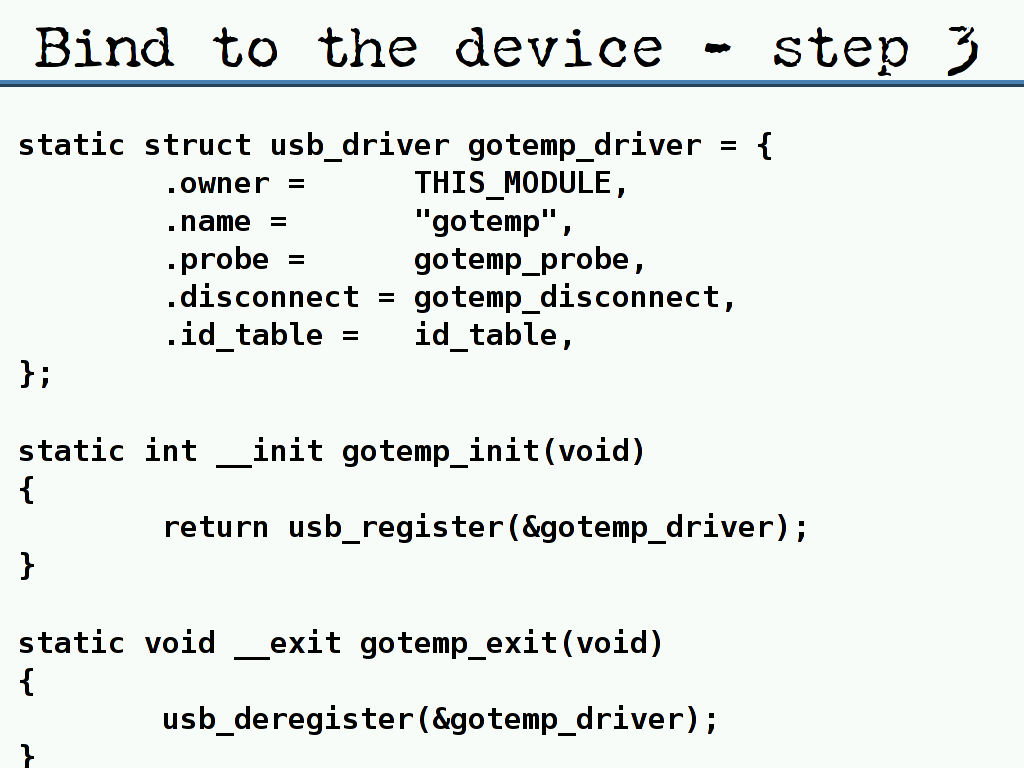 Bind to the device - step 3
static struct usb_driver gotemp_driver = {
        .owner =      THIS_MODULE,
        .name =       "gotemp",
        .probe =      gotemp_probe,
        .disconnect = gotemp_disconnect,
        .id_table =   id_table,
};
static int __init gotemp_init(void)
{
        return usb_register(&gotemp_driver);
}
static void __exit gotemp_exit(void)
{
        usb_deregister(&gotemp_driver);
}